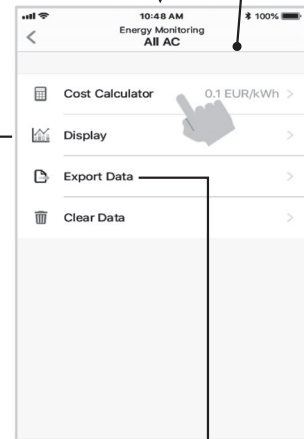 10:48 AM
100%
Energy Monitoring
All AC
Cost Calculator
0.1 EUR/kWh
Display
Export Data
Clear Data